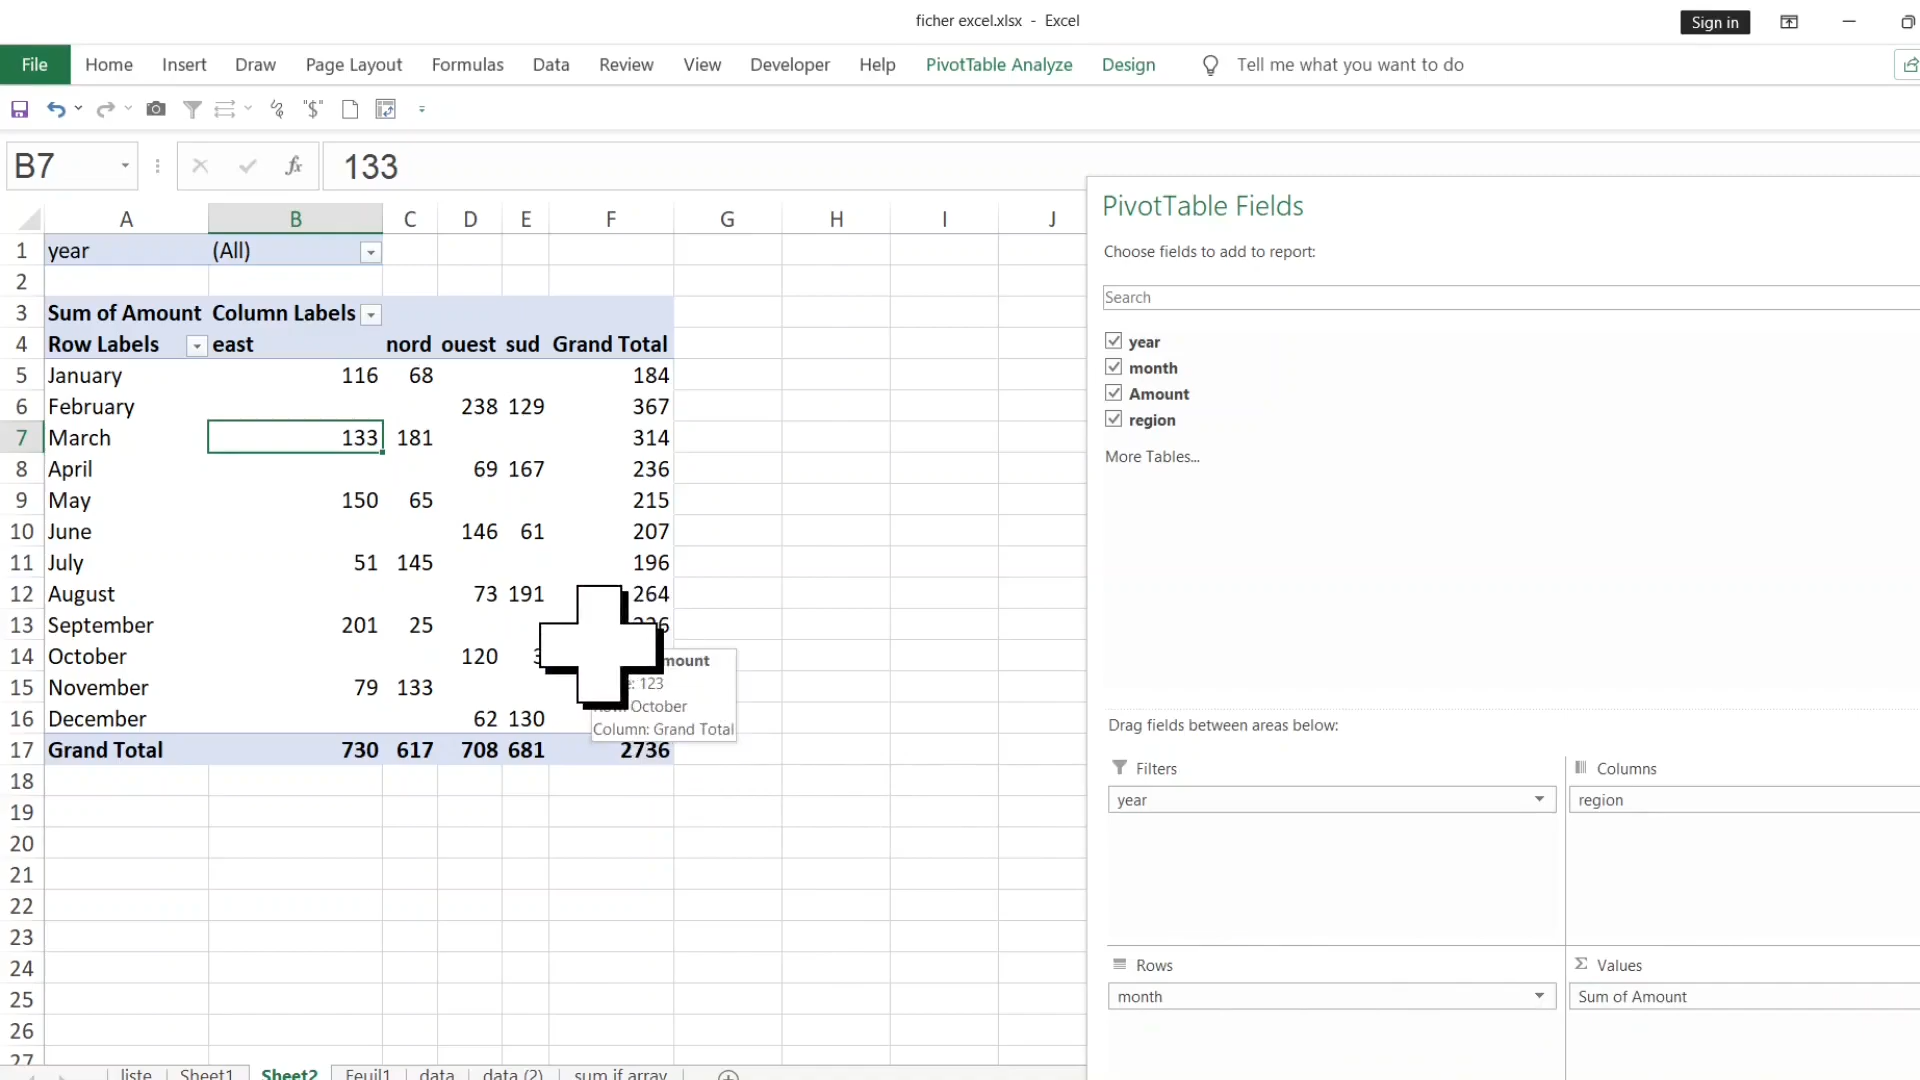 ficher excel.xlsx - Excel
Sign in
File Home Insert Draw Page Layout Formulas Data Review View Developer Help PivotTable Analyze Design Tell me what you want to do
"$"
B7 fx 133
PivotTable Fields
Choose fields to add to report:
Search
year
month
Amount
region
More Tables...
Drag fields between areas below:
Filters
year
Columns
region
Rows
month
Σ Values
Sum of Amount
A B C D E F G H I J
1 year (All)
2
3 Sum of Amount Column Labels
4 Row Labels east nord ouest sud Grand Total
5 January 116 68 184
6 February 238 129 367
7 March 133 181 314
8 April 69 167 236
9 May 150 65 215
10 June 146 61 207
11 July 51 145 196
12 August 73 191 264
13 September 201 25
14 October 120
15 November 79 133
16 December 62 130
17 Grand Total 730 617 708 681 2736
123
October
Column: Grand Total
18
19
20
21
22
23
24
25
26
27
liste Sheet1 Sheet2 Feuil1 data data (2) sum if array